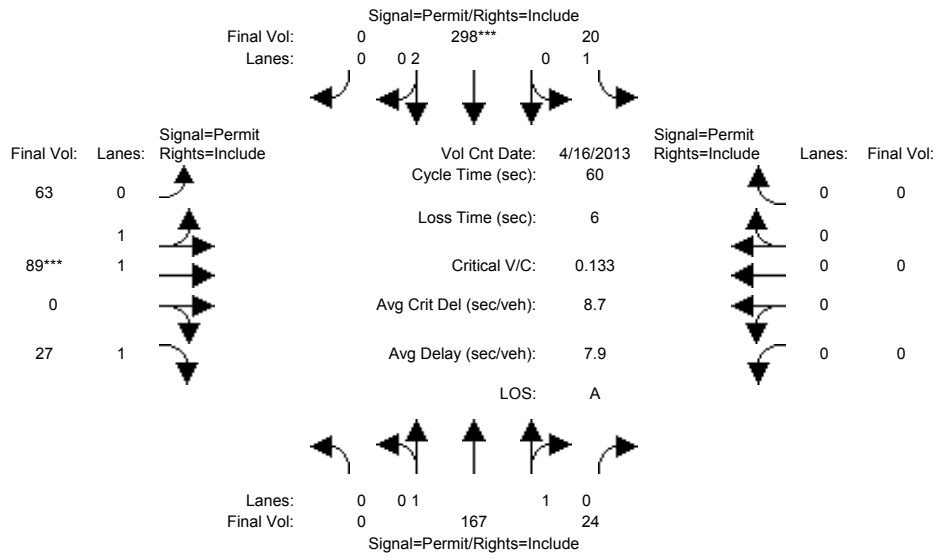 Signal=Permit/Rights=Include
Final Vol: 0 298*** 20
Lanes: 0 0 2 0 1
Signal=Permit Signal=Permit
Final Vol: Lanes: Rights=Include Vol Cnt Date: 4/16/2013 Rights=Include Lanes: Final Vol:
Cycle Time (sec): 60
63 0 0 0
Loss Time (sec): 6
1 0
89*** 1 Critical V/C: 0.133 0 0
0 Avg Crit Del (sec/veh): 8.7 0
27 1 Avg Delay (sec/veh): 7.9 0 0
LOS: A
Lanes: 0 0 1 1 0
Final Vol: 0 167 24
Signal=Permit/Rights=Include